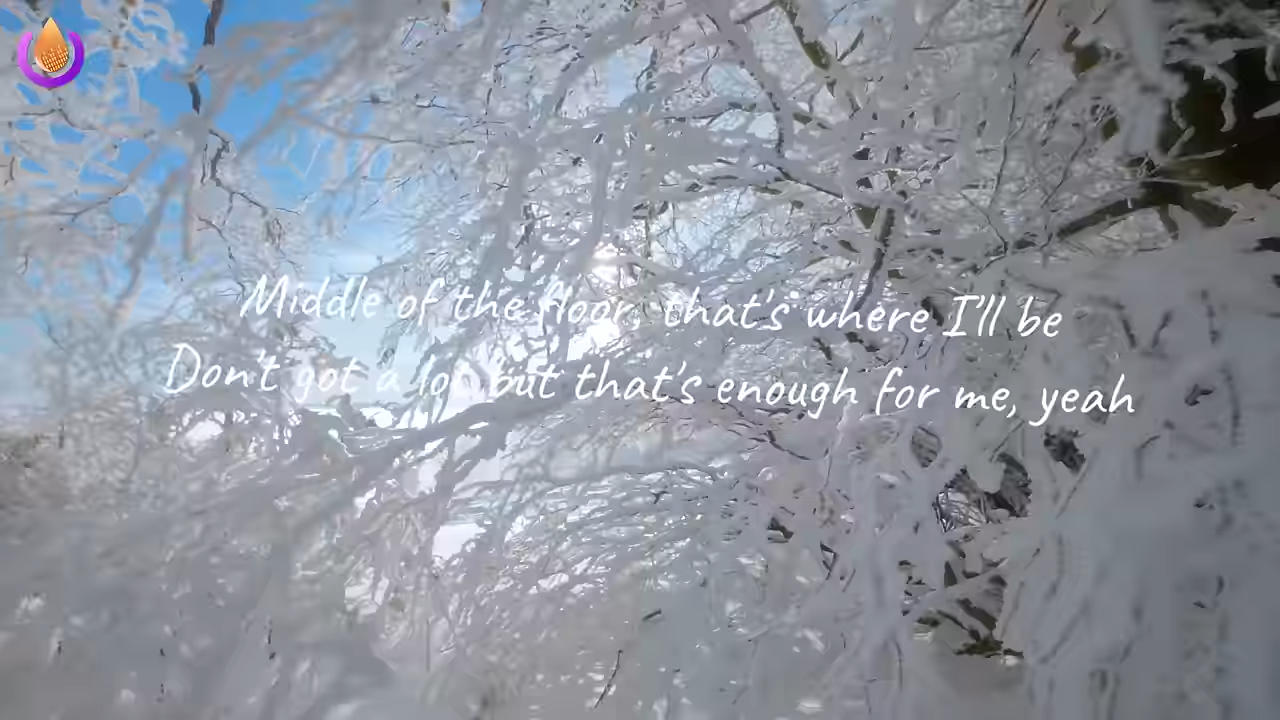 Middle of the floor, that's where I'll be
Don't got a lot but that's enough for me, yeah